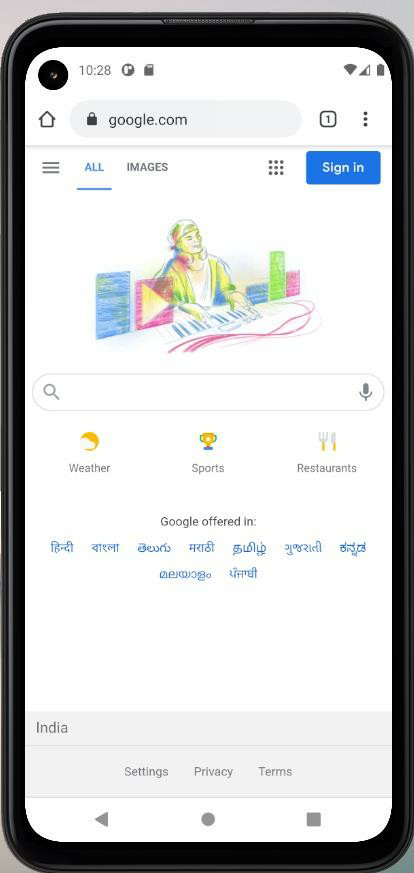 10:28
google.com 1
ALL IMAGES Sign in
Weather Sports Restaurants
Google offered in:
हिन्दी বাংলা తెలుగు मराठी தமிழ் ગુજરાતી ಕನ್ನಡ
മലയാളം ਪੰਜਾਬੀ
India
Settings Privacy Terms